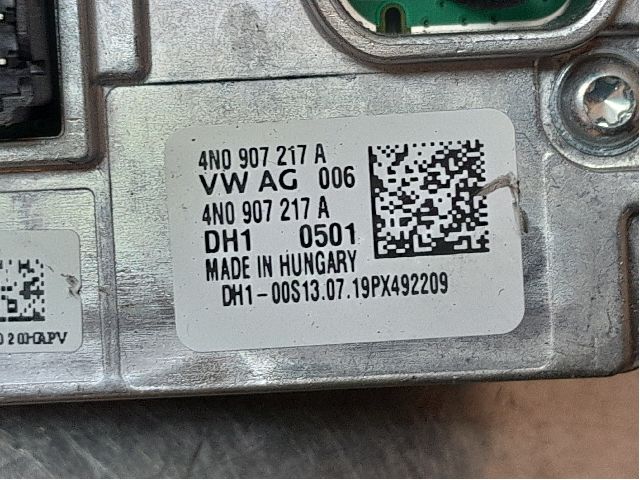 4N0 907 217 A
VW AG 006
4N0 907 217 A
DH1 0501
MADE IN HUNGARY
DH1-00S13.07.19PX492209